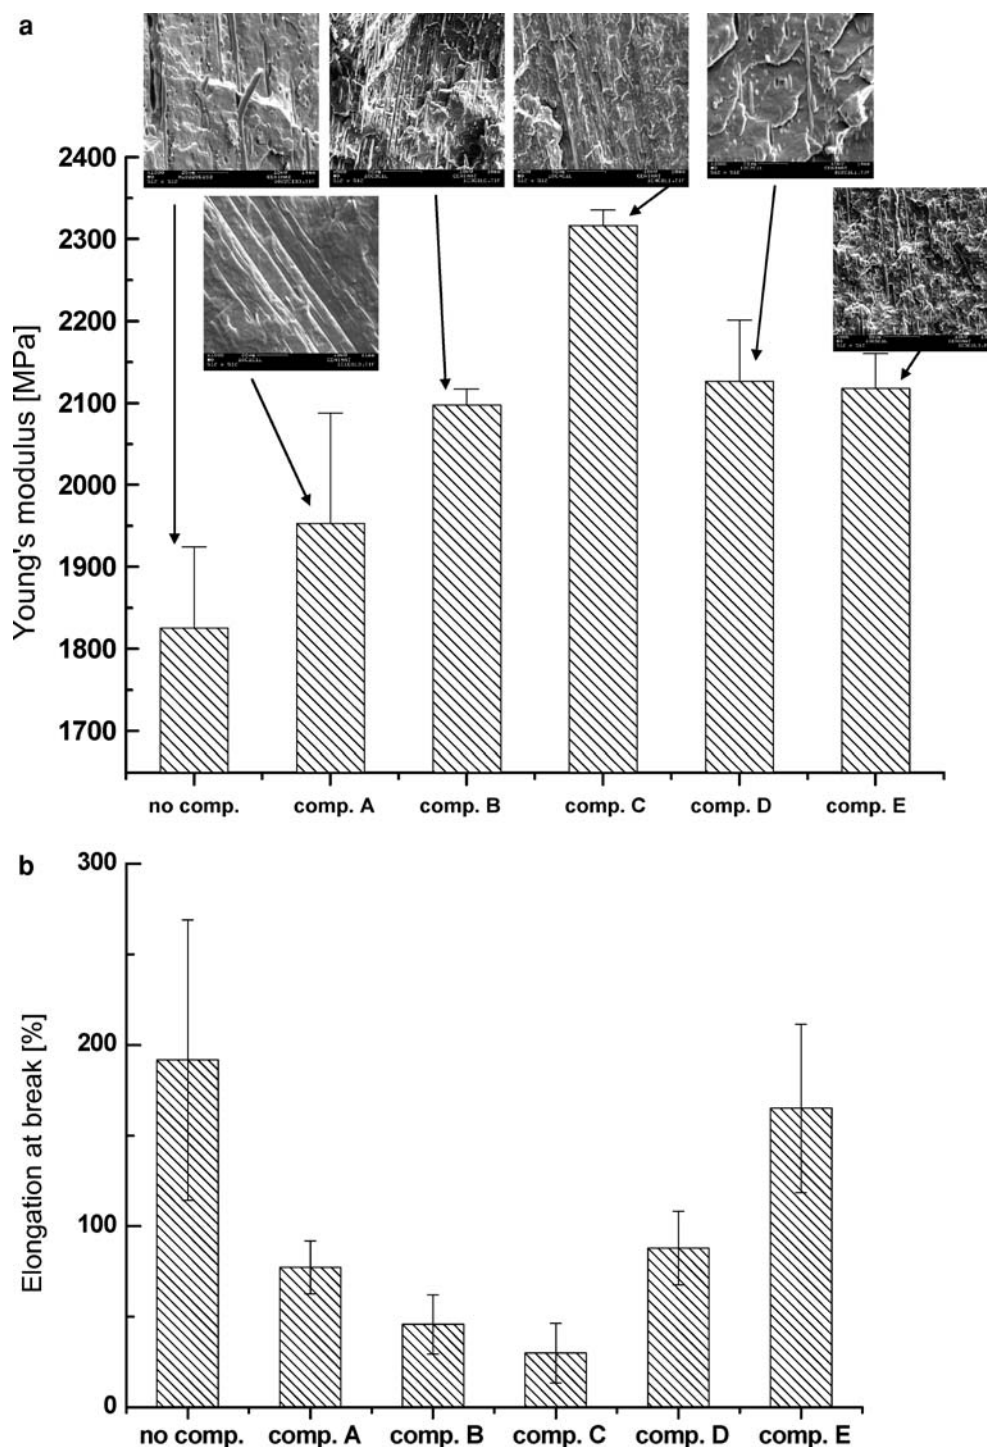 a
2400
2300
2200
2100
2000
1900
1800
1700
Young's modulus [MPa]
no comp.
comp. A
comp. B
comp. C
comp. D
comp. E
b
300
200
100
0
Elongation at break [%]
no comp.
comp. A
comp. B
comp. C
comp. D
comp. E